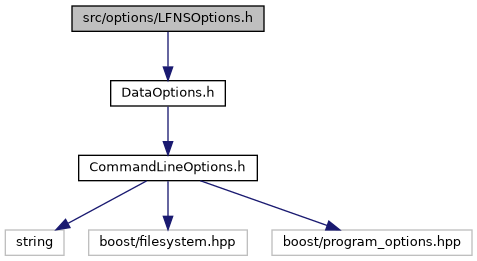 src/options/LFNSOptions.h
DataOptions.h
CommandLineOptions.h
string
boost/filesystem.hpp
boost/program_options.hpp